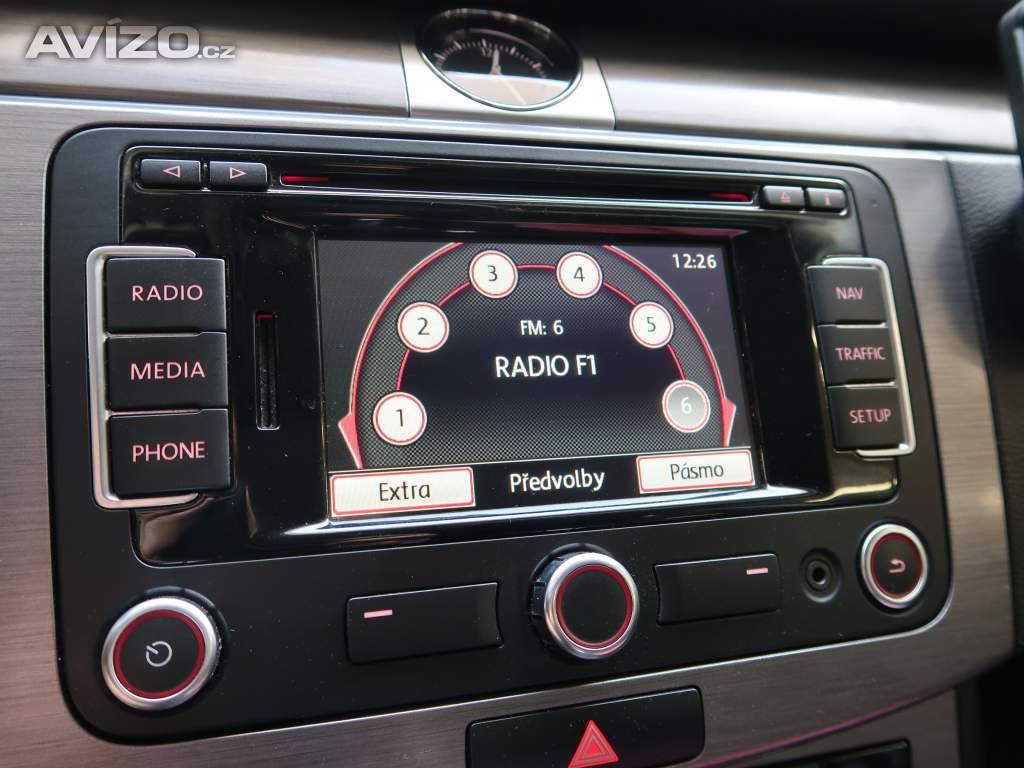 AVÍZO.cz
RADIO
MEDIA
PHONE
12:26
1
2
3
4
5
6
FM: 6
RADIO F1
Extra
Předvolby
Pásmo
NAV
TRAFFIC
SETUP